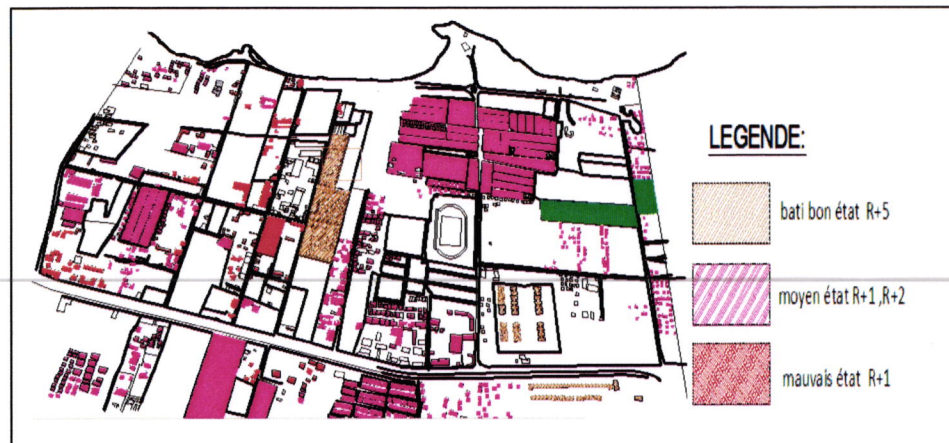 LEGENDE:
bati bon état R+5
moyen état R+1 ,R+2
mauvais état R+1